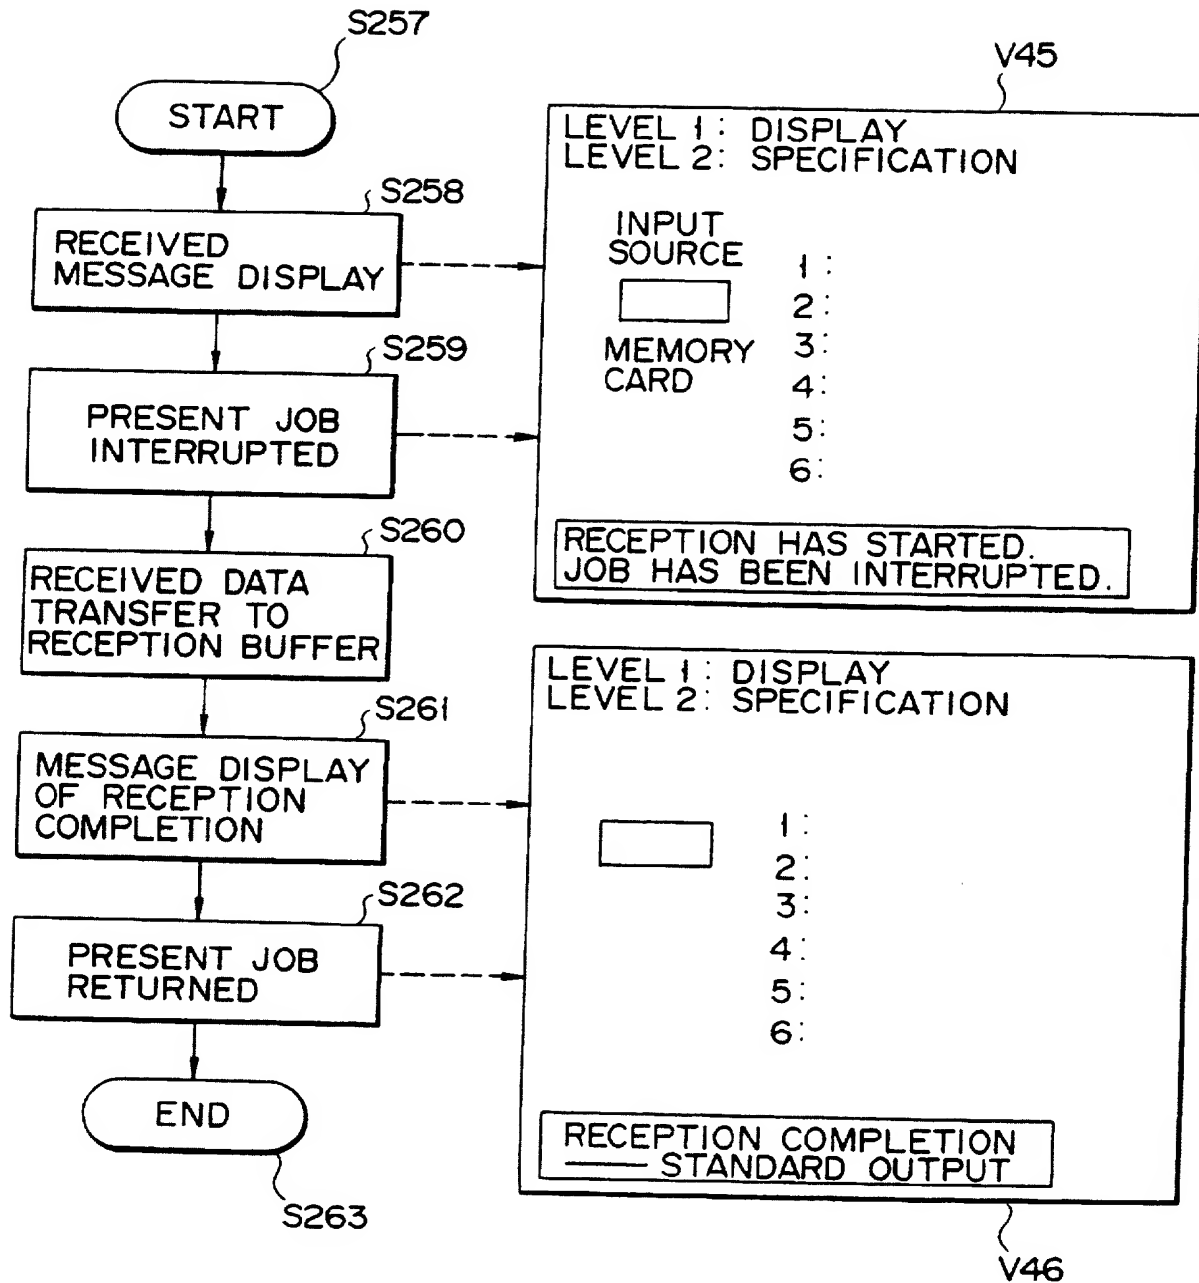 S257
START
S258
RECEIVED
MESSAGE DISPLAY
S259
PRESENT JOB
INTERRUPTED
S260
RECEIVED DATA
TRANSFER TO
RECEPTION BUFFER
S261
MESSAGE DISPLAY
OF RECEPTION
COMPLETION
S262
PRESENT JOB
RETURNED
END
S263
V45
LEVEL 1: DISPLAY
LEVEL 2: SPECIFICATION
INPUT
SOURCE
MEMORY
CARD
1:
2:
3:
4:
5:
6:
RECEPTION HAS STARTED.
JOB HAS BEEN INTERRUPTED.
LEVEL 1: DISPLAY
LEVEL 2: SPECIFICATION
1:
2:
3:
4:
5:
6:
RECEPTION COMPLETION
—— STANDARD OUTPUT
V46